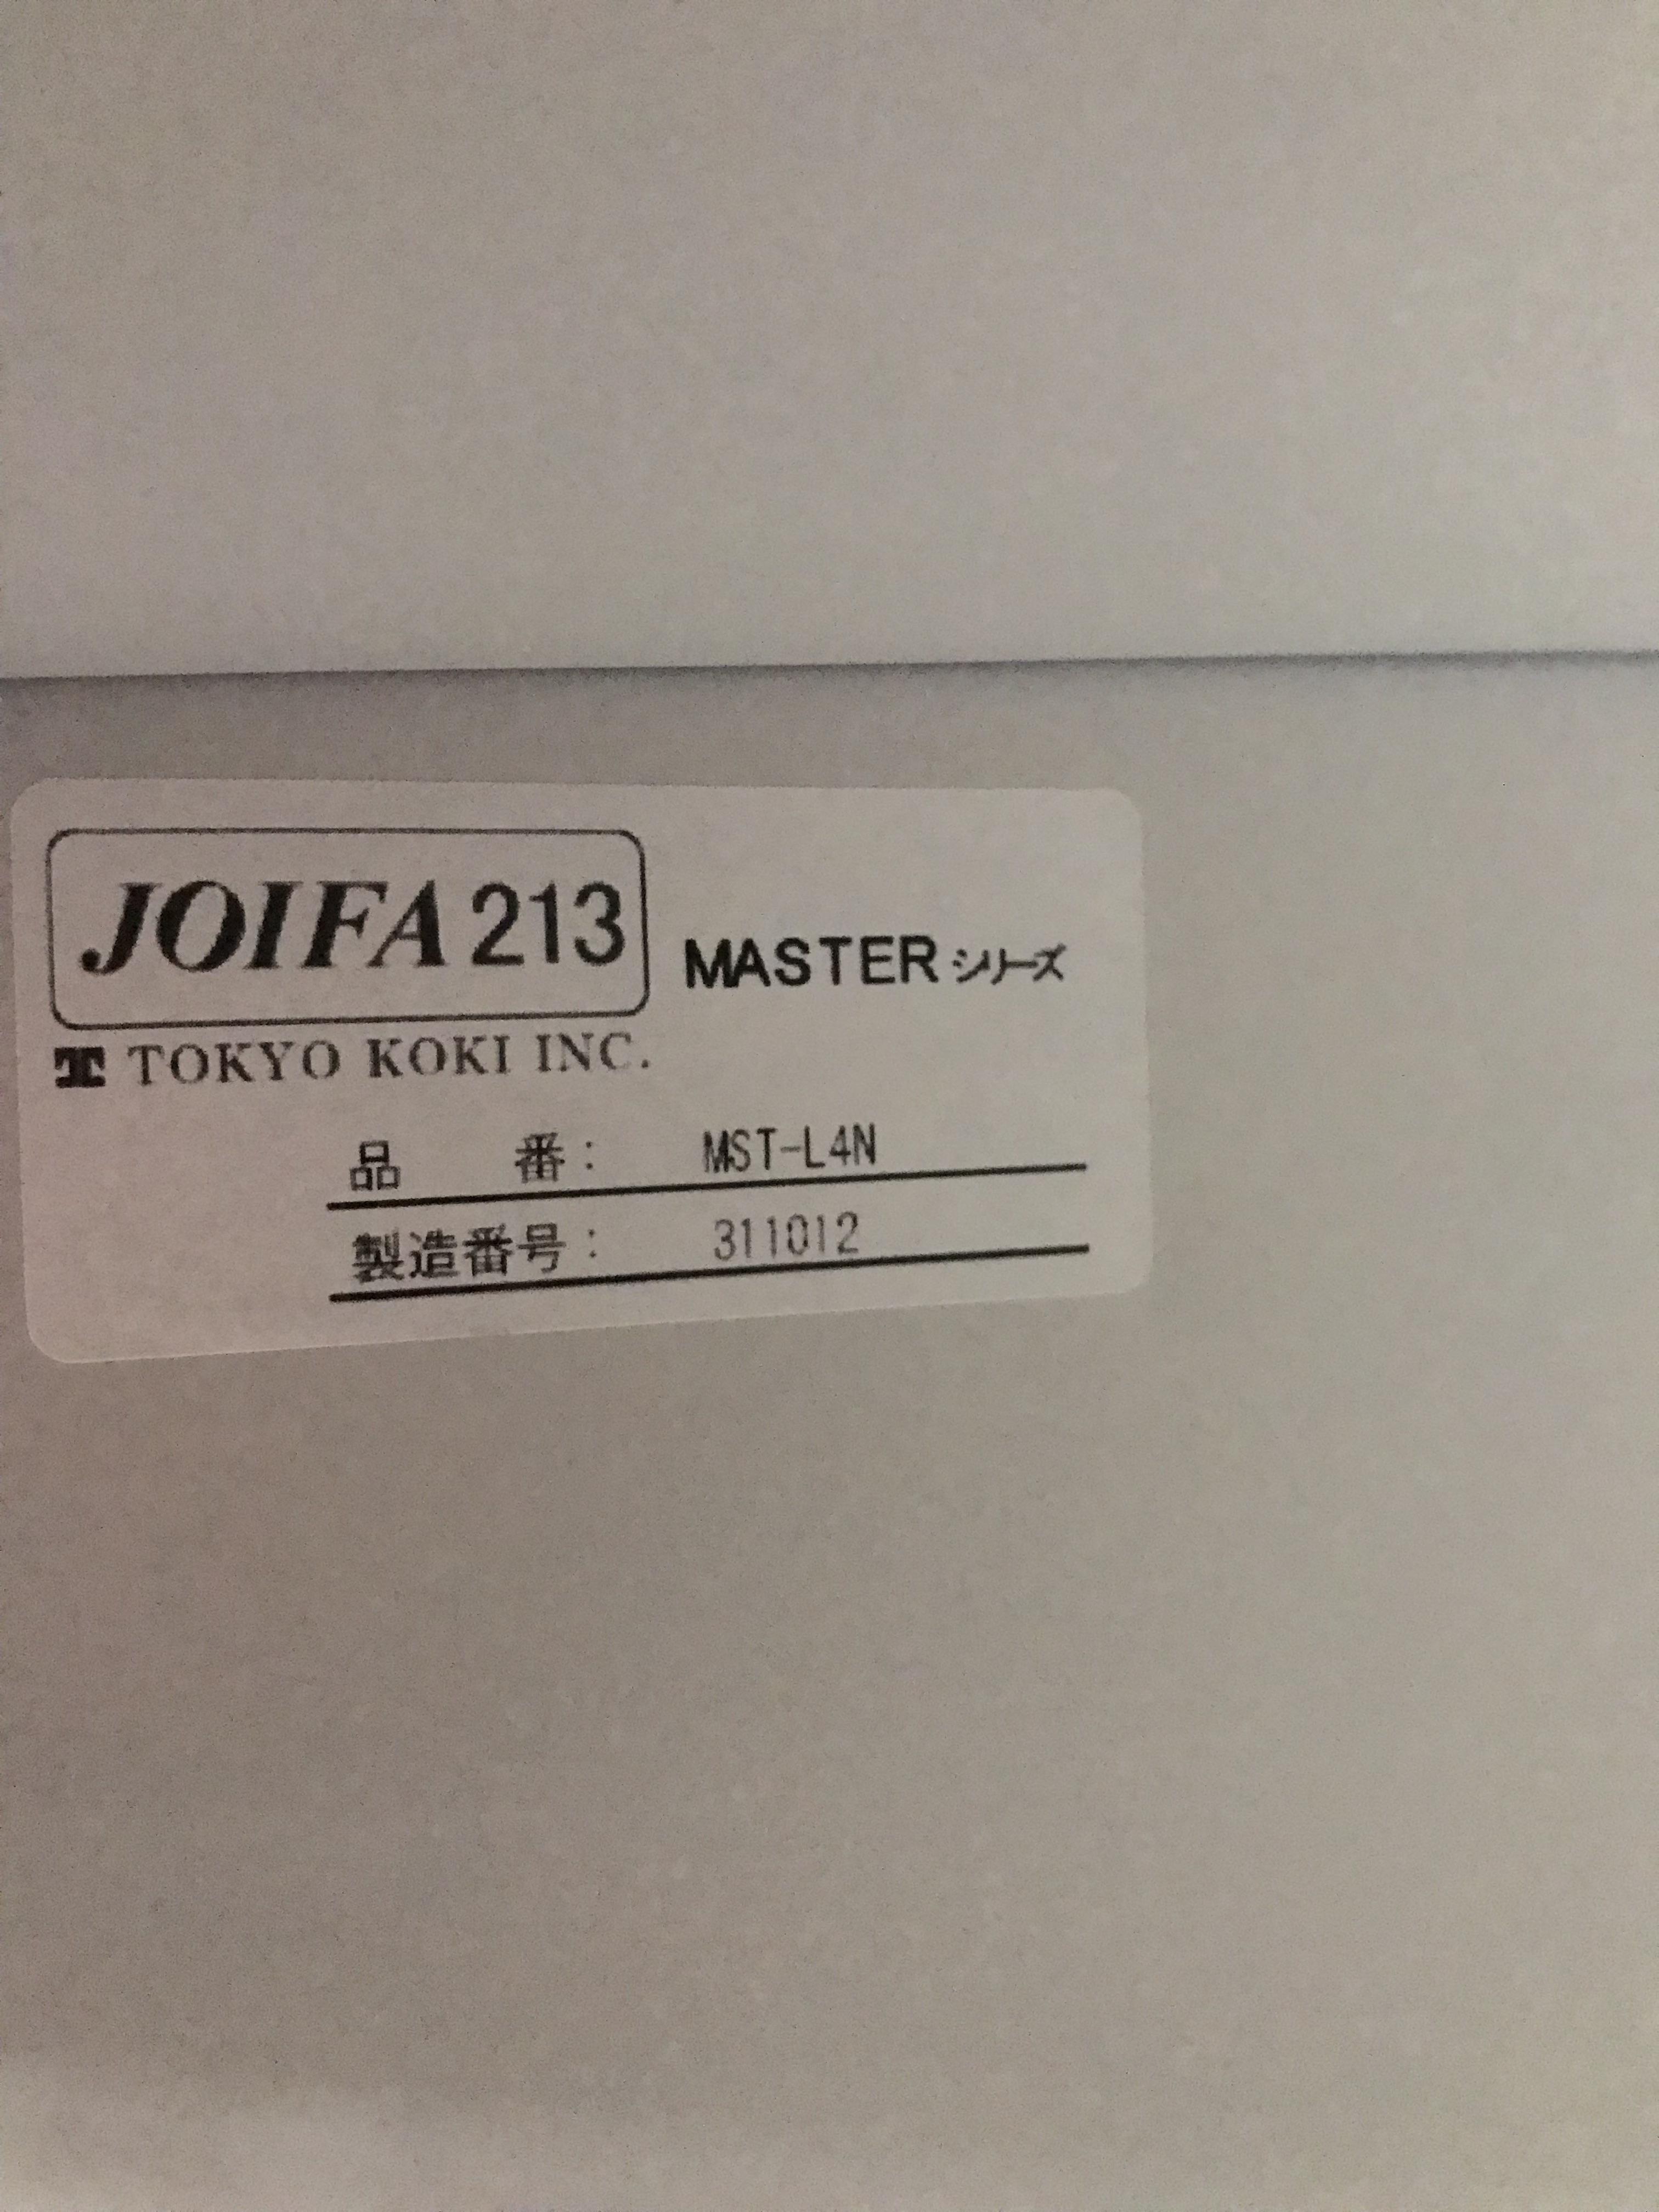 JOIFA 213 MASTERシリーズ
TOKYO KOKI INC.
品 番: MST-L4N
製造番号: 311012